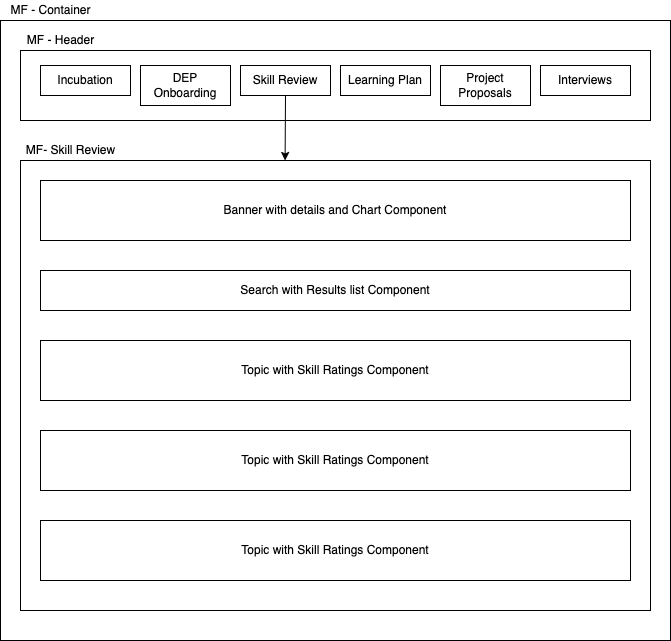 MF - Container
MF - Header
Incubation
DEP
Onboarding
Skill Review
Learning Plan
Project
Proposals
Interviews
MF- Skill Review
Banner with details and Chart Component
Search with Results list Component
Topic with Skill Ratings Component
Topic with Skill Ratings Component
Topic with Skill Ratings Component